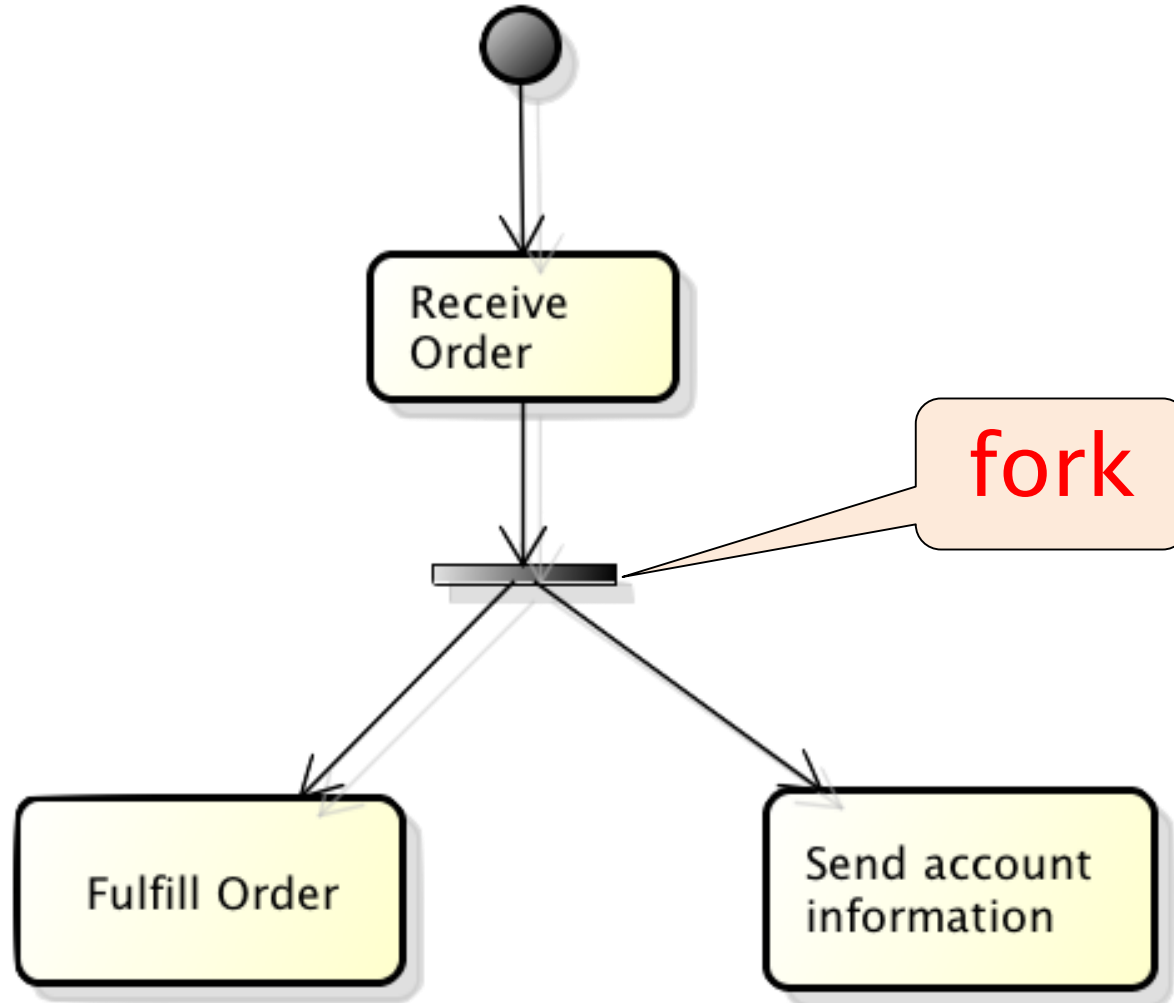 Receive
Order
fork
Fulfill Order
Send account
information